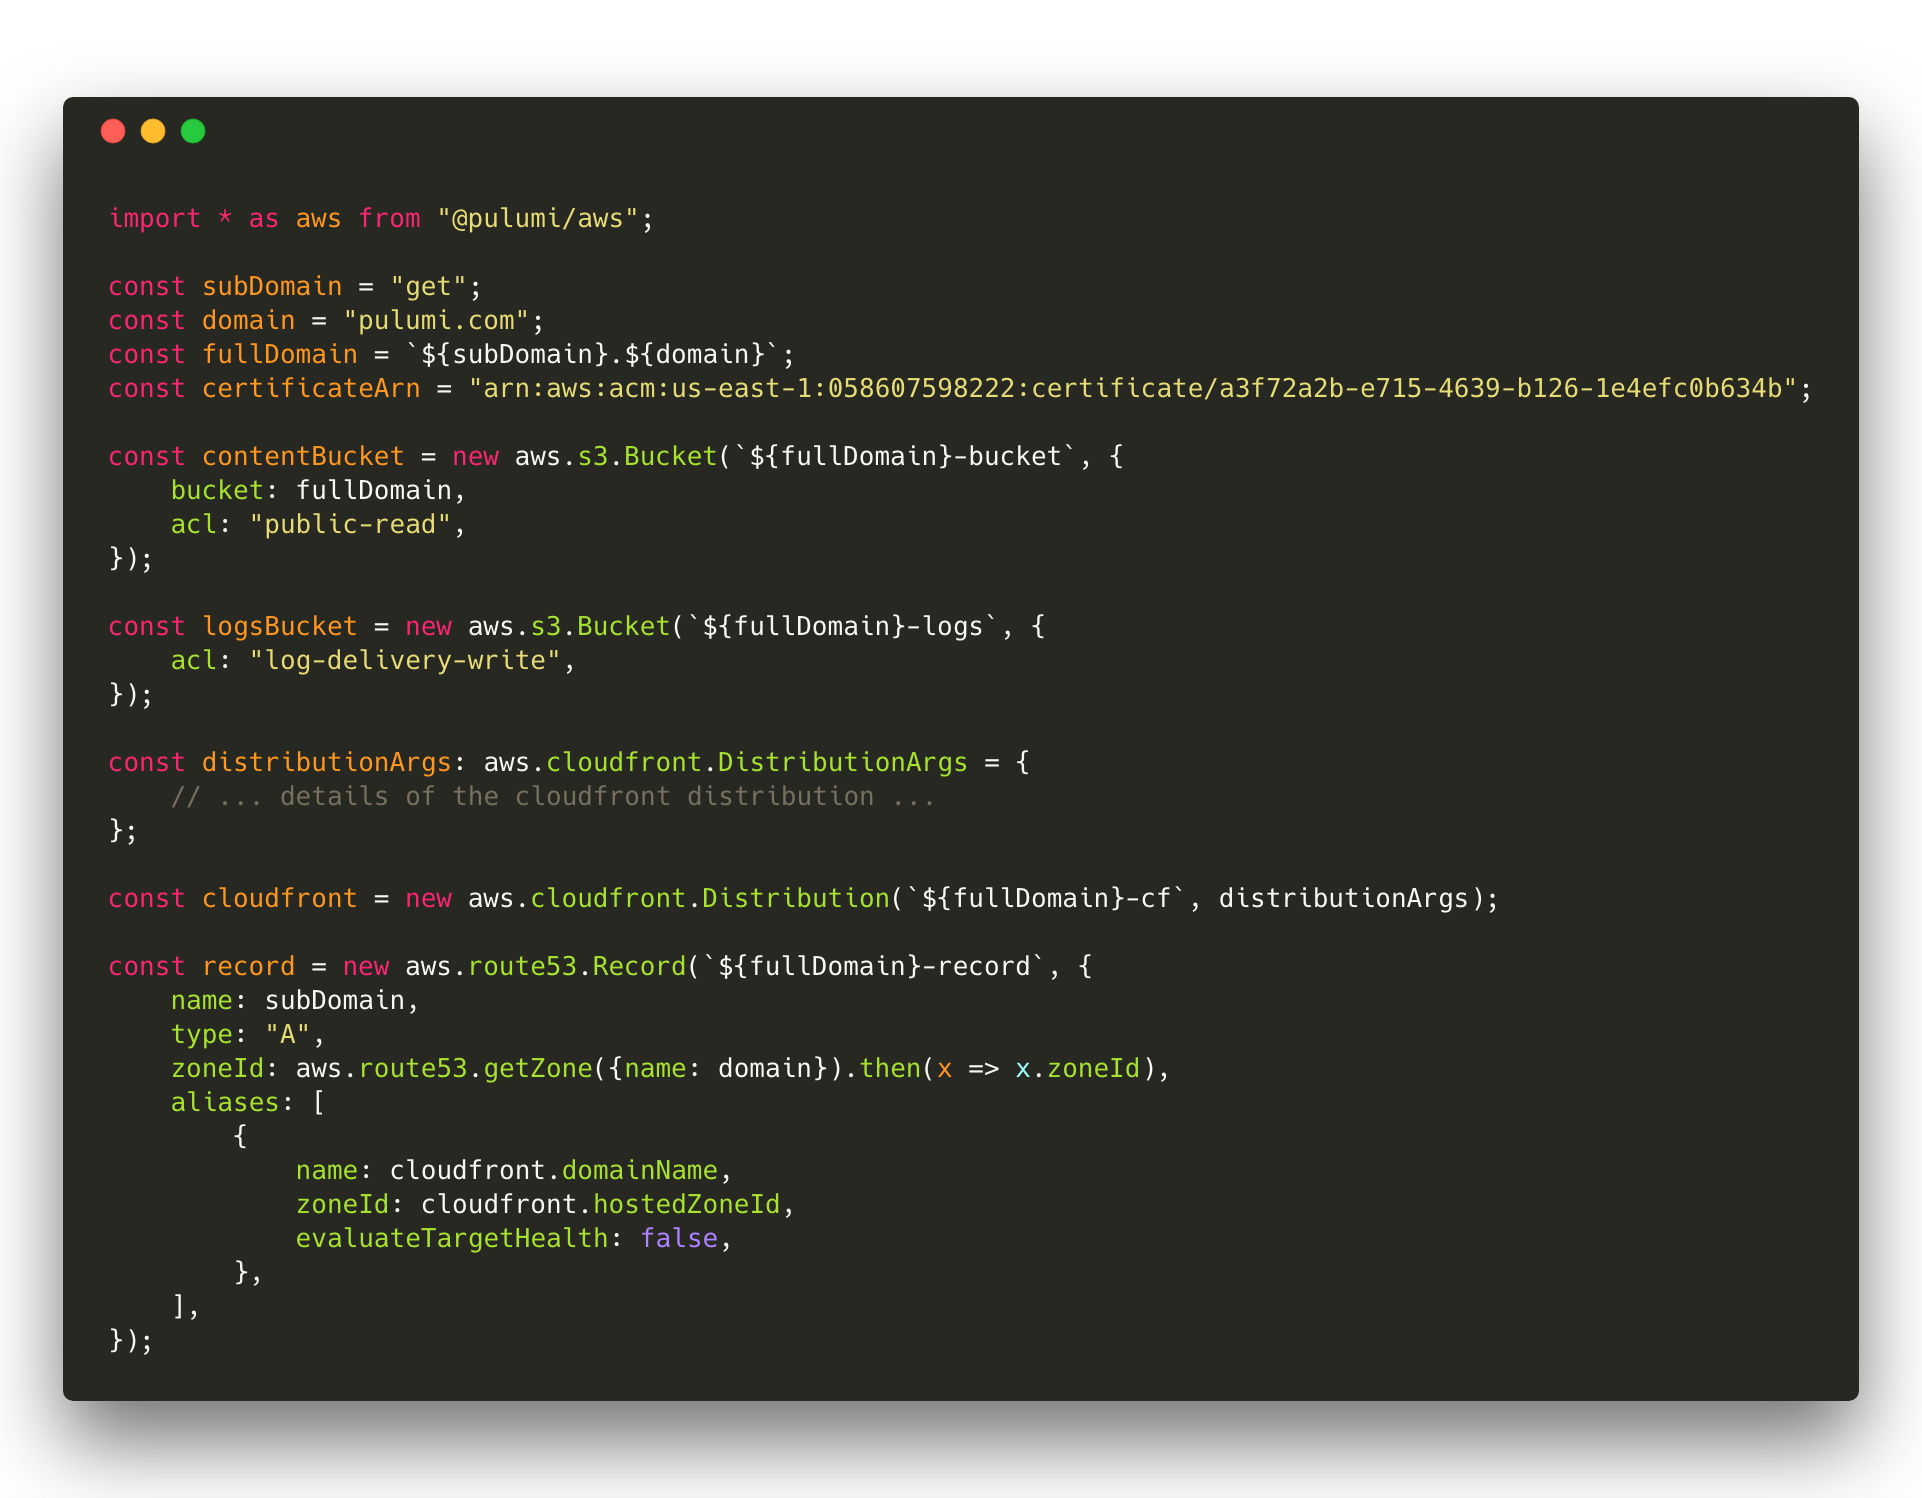 import * as aws from "@pulumi/aws";

const subDomain = "get";
const domain = "pulumi.com";
const fullDomain = `${subDomain}.${domain}`;
const certificateArn = "arn:aws:acm:us-east-1:058607598222:certificate/a3f72a2b-e715-4639-b126-1e4efc0b634b";

const contentBucket = new aws.s3.Bucket(`${fullDomain}-bucket`, {
    bucket: fullDomain,
    acl: "public-read",
});

const logsBucket = new aws.s3.Bucket(`${fullDomain}-logs`, {
    acl: "log-delivery-write",
});

const distributionArgs: aws.cloudfront.DistributionArgs = {
    // ... details of the cloudfront distribution ...
};

const cloudfront = new aws.cloudfront.Distribution(`${fullDomain}-cf`, distributionArgs);

const record = new aws.route53.Record(`${fullDomain}-record`, {
    name: subDomain,
    type: "A",
    zoneId: aws.route53.getZone({name: domain}).then(x => x.zoneId),
    aliases: [
        {
            name: cloudfront.domainName,
            zoneId: cloudfront.hostedZoneId,
            evaluateTargetHealth: false,
        },
    ],
});